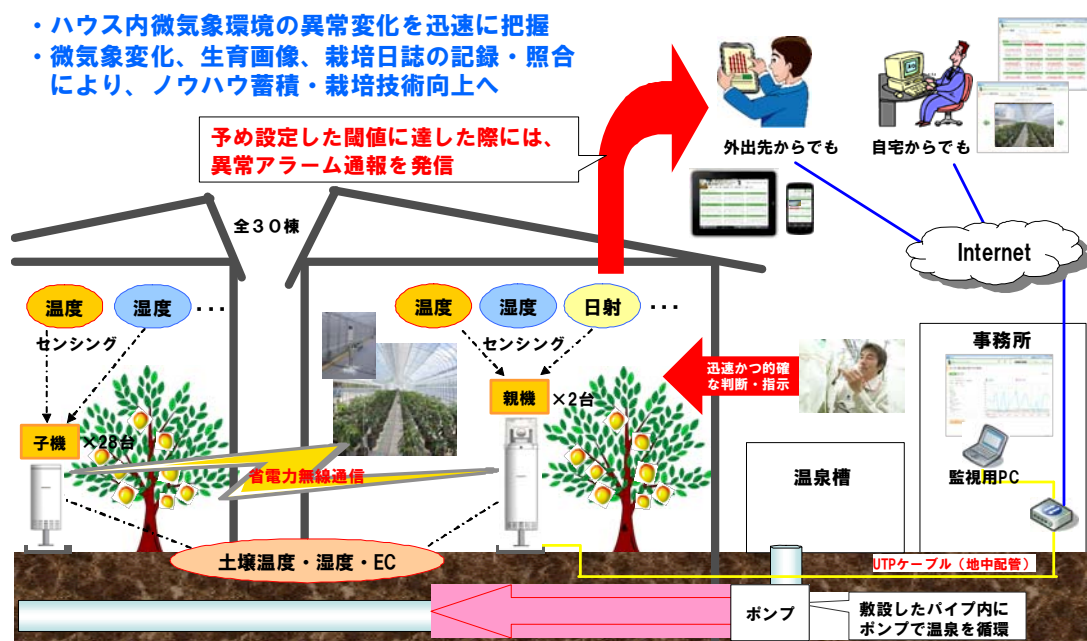 ・ハウス内微気象環境の異常変化を迅速に把握
・微気象変化、生育画像、栽培日誌の記録・照合
により、ノウハウ蓄積・栽培技術向上へ
予め設定した閾値に達した際には、
異常アラーム通報を発信
外出先からでも
自宅からでも
全３０棟
Internet
温度
湿度
・・・
センシング
温度
湿度
日射
・・・
センシング
事務所
迅速かつ的確
な判断・指示
親機
×2台
子機
×28台
省電力無線通信
温泉槽
監視用PC
土壌温度・湿度・EC
UTPケーブル（地中配管）
ポンプ
敷設したパイプ内に
ポンプで温泉を循環